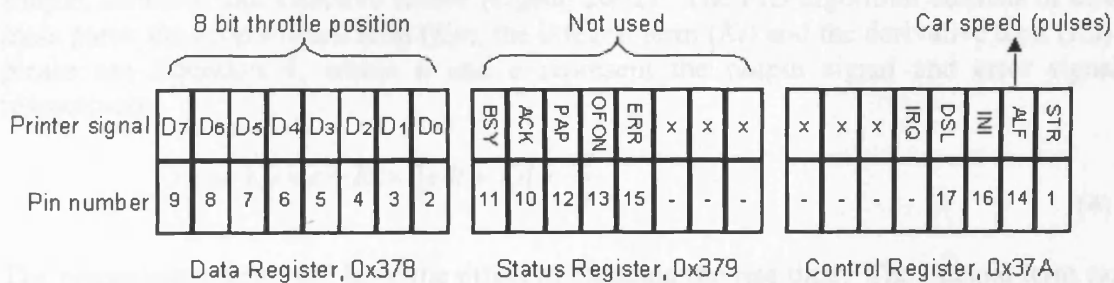 8 bit throttle position Not used Car speed (pulses)
Printer signal D7 D6 D5 D4 D3 D2 D1 D0 BSY ACK PAP OFON ERR x x x x x x IRQ DSL INI ALF STR
Pin number 9 8 7 6 5 4 3 2 11 10 12 13 15 - - - - - - - 17 16 14 1
Data Register, 0x378 Status Register, 0x379 Control Register, 0x37A